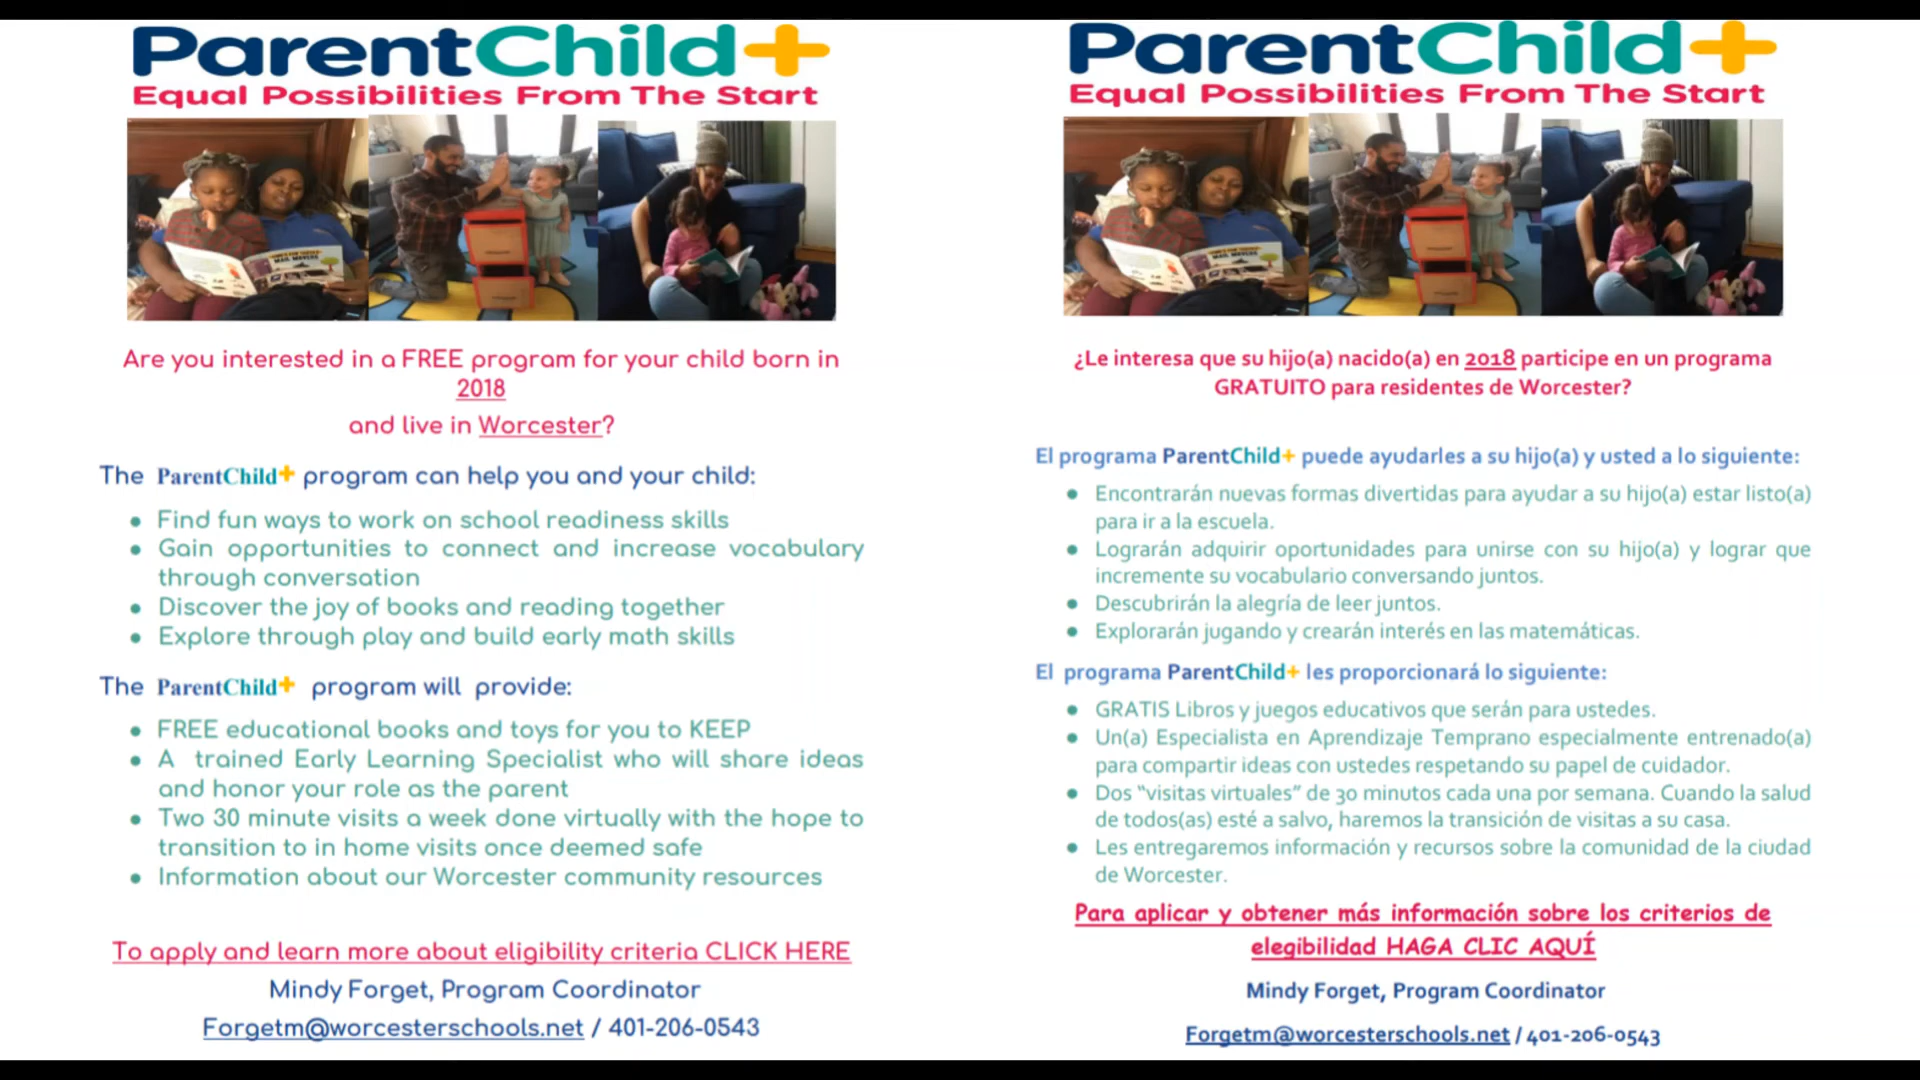 ParentChild+
Equal Possibilities From The Start
MAIL MOVERS
Are you interested in a FREE program for your child born in
2018
and live in Worcester?
The ParentChild+ program can help you and your child:
● Find fun ways to work on school readiness skills
● Gain opportunities to connect and increase vocabulary
through conversation
● Discover the joy of books and reading together
● Explore through play and build early math skills
The ParentChild+ program will provide:
● FREE educational books and toys for you to KEEP
● A trained Early Learning Specialist who will share ideas
and honor your role as the parent
● Two 30 minute visits a week done virtually with the hope to
transition to in home visits once deemed safe
● Information about our Worcester community resources
To apply and learn more about eligibility criteria CLICK HERE
Mindy Forget, Program Coordinator
Forgetm@worcesterschools.net / 401-206-0543
ParentChild+
Equal Possibilities From The Start
MAIL MOVERS
¿Le interesa que su hijo(a) nacido(a) en 2018 participe en un programa
GRATUITO para residentes de Worcester?
El programa ParentChild+ puede ayudarles a su hijo(a) y usted a lo siguiente:
● Encontrarán nuevas formas divertidas para ayudar a su hijo(a) estar listo(a)
para ir a la escuela.
● Lograrán adquirir oportunidades para unirse con su hijo(a) y lograr que
incremente su vocabulario conversando juntos.
● Descubrirán la alegría de leer juntos.
● Explorarán jugando y crearán interés en las matemáticas.
El programa ParentChild+ les proporcionará lo siguiente:
● GRATIS Libros y juegos educativos que serán para ustedes.
● Un(a) Especialista en Aprendizaje Temprano especialmente entrenado(a)
para compartir ideas con ustedes respetando su papel de cuidador.
● Dos “visitas virtuales” de 30 minutos cada una por semana. Cuando la salud
de todos(as) esté a salvo, haremos la transición de visitas a su casa.
● Les entregaremos información y recursos sobre la comunidad de la ciudad
de Worcester.
Para aplicar y obtener más información sobre los criterios de
elegibilidad HAGA CLIC AQUÍ
Mindy Forget, Program Coordinator
Forgetm@worcesterschools.net / 401-206-0543